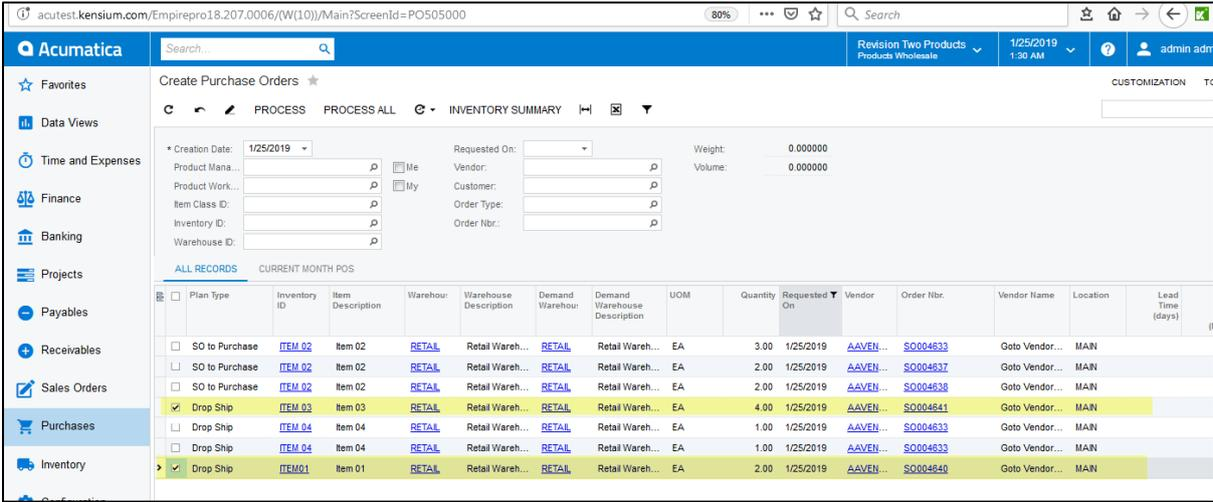 acutest.kensium.com/Empirepro18.207.0006/(W(10))/Main?ScreenId=PO505000 80% Search
Acumatica Search... Revision Two Products Products Wholesale 1/25/2019 1:30 AM ? admin adm
Favorites
Data Views
Time and Expenses
Finance
Banking
Projects
Payables
Receivables
Sales Orders
Purchases
Inventory
Create Purchase Orders CUSTOMIZATION TO
PROCESS PROCESS ALL INVENTORY SUMMARY
* Creation Date: 1/25/2019 Requested On: Weight: 0.000000
Product Mana... Me Vendor: Volume: 0.000000
Product Work... My Customer:
Item Class ID: Order Type:
Inventory ID: Order Nbr.:
Warehouse ID:
ALL RECORDS CURRENT MONTH POS
Plan Type Inventory ID Item Description Warehou: Warehouse Description Demand Warehou: Demand Warehouse Description UOM Quantity Requested On Vendor Order Nbr. Vendor Name Location Lead Time (days)
SO to Purchase ITEM 02 Item 02 RETAIL Retail Wareh... RETAIL Retail Wareh... EA 3.00 1/25/2019 AAVEN... SO004633 Goto Vendor... MAIN
SO to Purchase ITEM 02 Item 02 RETAIL Retail Wareh... RETAIL Retail Wareh... EA 2.00 1/25/2019 AAVEN... SO004637 Goto Vendor... MAIN
SO to Purchase ITEM 02 Item 02 RETAIL Retail Wareh... RETAIL Retail Wareh... EA 2.00 1/25/2019 AAVEN... SO004638 Goto Vendor... MAIN
Drop Ship ITEM 03 Item 03 RETAIL Retail Wareh... RETAIL Retail Wareh... EA 4.00 1/25/2019 AAVEN... SO004641 Goto Vendor... MAIN
Drop Ship ITEM 04 Item 04 RETAIL Retail Wareh... RETAIL Retail Wareh... EA 1.00 1/25/2019 AAVEN... SO004633 Goto Vendor... MAIN
Drop Ship ITEM 04 Item 04 RETAIL Retail Wareh... RETAIL Retail Wareh... EA 1.00 1/25/2019 AAVEN... SO004633 Goto Vendor... MAIN
Drop Ship ITEM01 Item 01 RETAIL Retail Wareh... RETAIL Retail Wareh... EA 2.00 1/25/2019 AAVEN... SO004640 Goto Vendor... MAIN